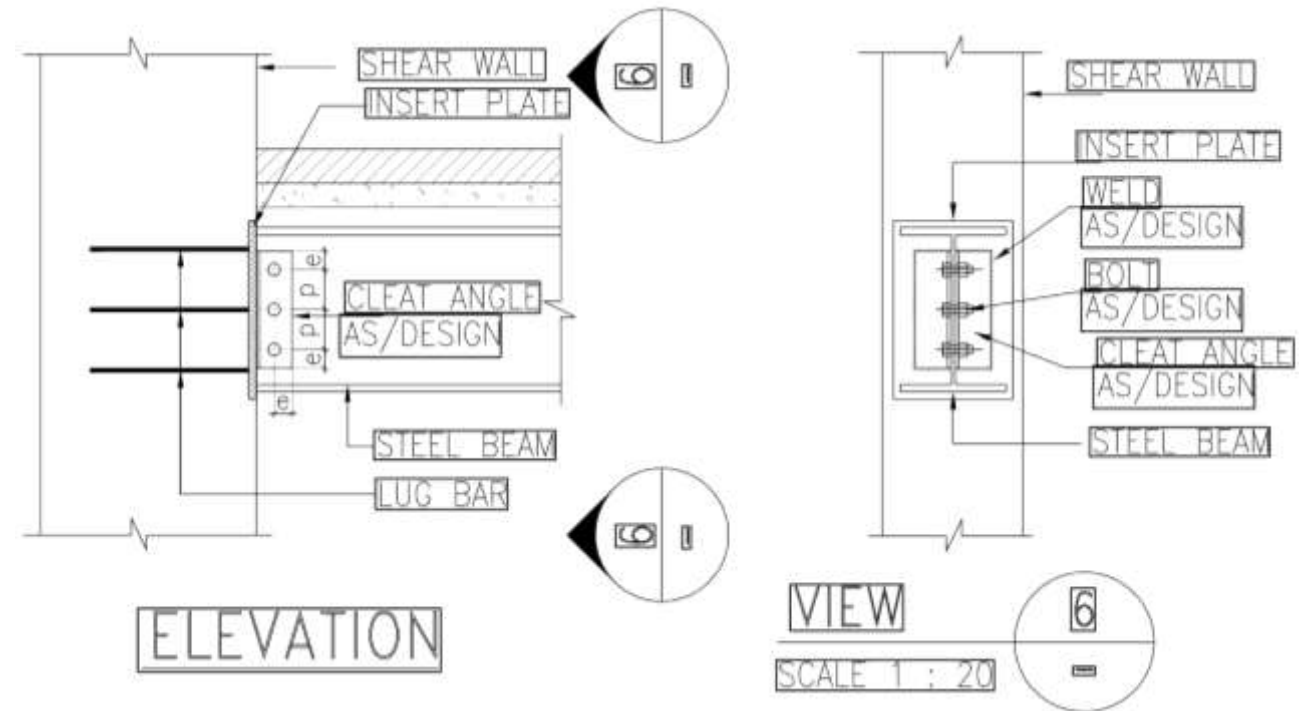 SHEAR WALL
INSERT PLATE
6 -
e
p
p
e
e
CLEAT ANGLE
AS/DESIGN
STEEL BEAM
LUG BAR
6 -
ELEVATION
SHEAR WALL
INSERT PLATE
WELD
AS/DESIGN
BOLT
AS/DESIGN
CLEAT ANGLE
AS/DESIGN
STEEL BEAM
VIEW
6
-
SCALE 1 : 20